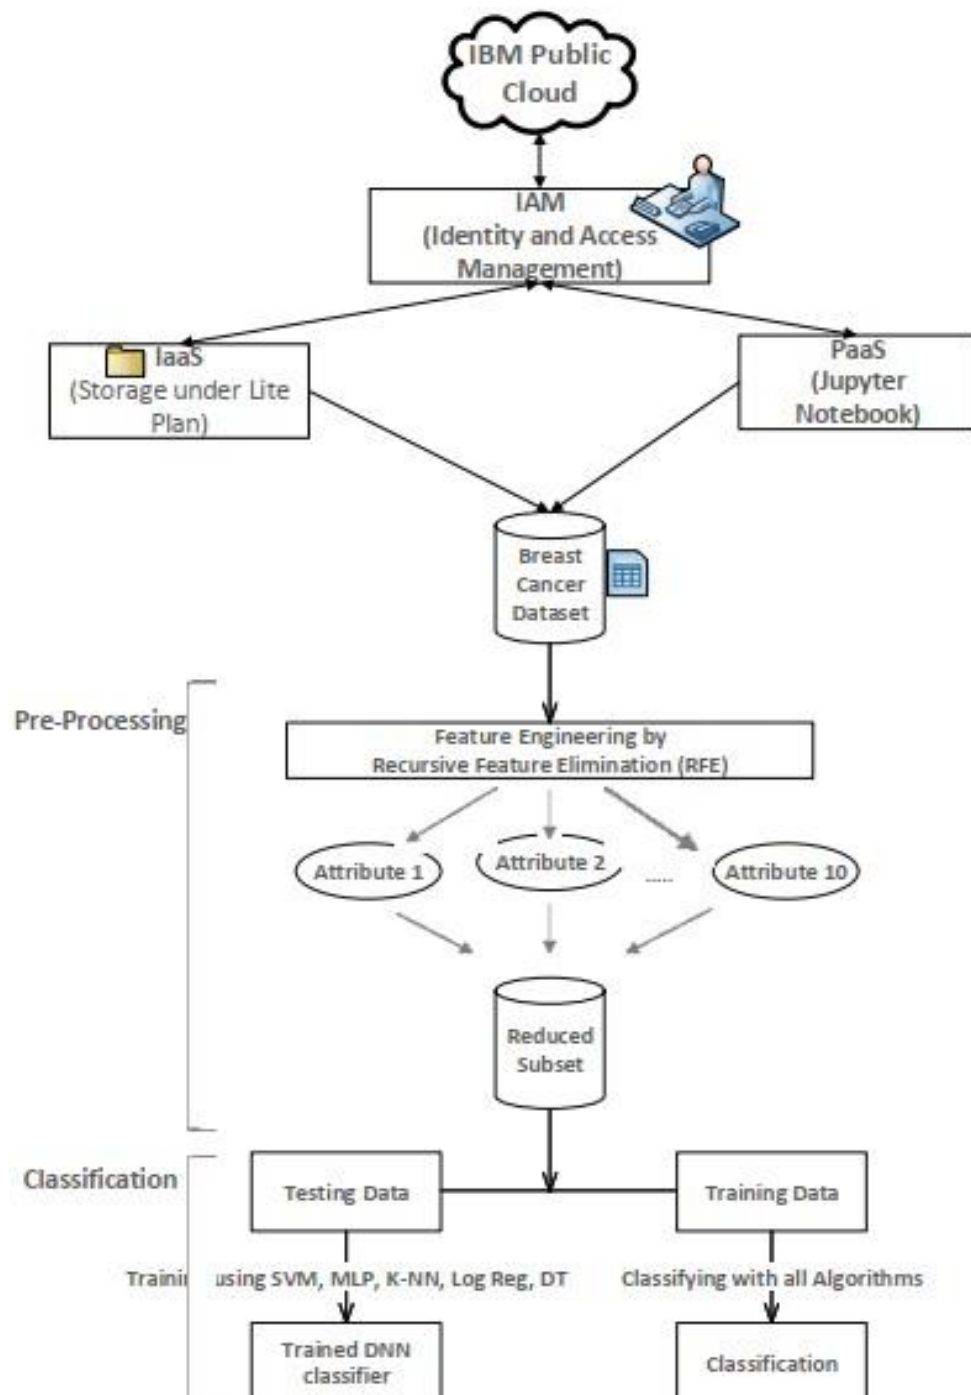 IBM Public
Cloud
IAM
(Identity and Access
Management)
IaaS
(Storage under Lite
Plan)
PaaS
(Jupyter
Notebook)
Breast
Cancer
Dataset
Pre-Processing
Feature Engineering by
Recursive Feature Elimination (RFE)
Attribute 1
Attribute 2
.....
Attribute 10
Reduced
Subset
Classification
Testing Data
Training Data
using SVM, MLP, K-NN, Log Reg, DT
Classifying with all Algorithms
Trained DNN
classifier
Classification